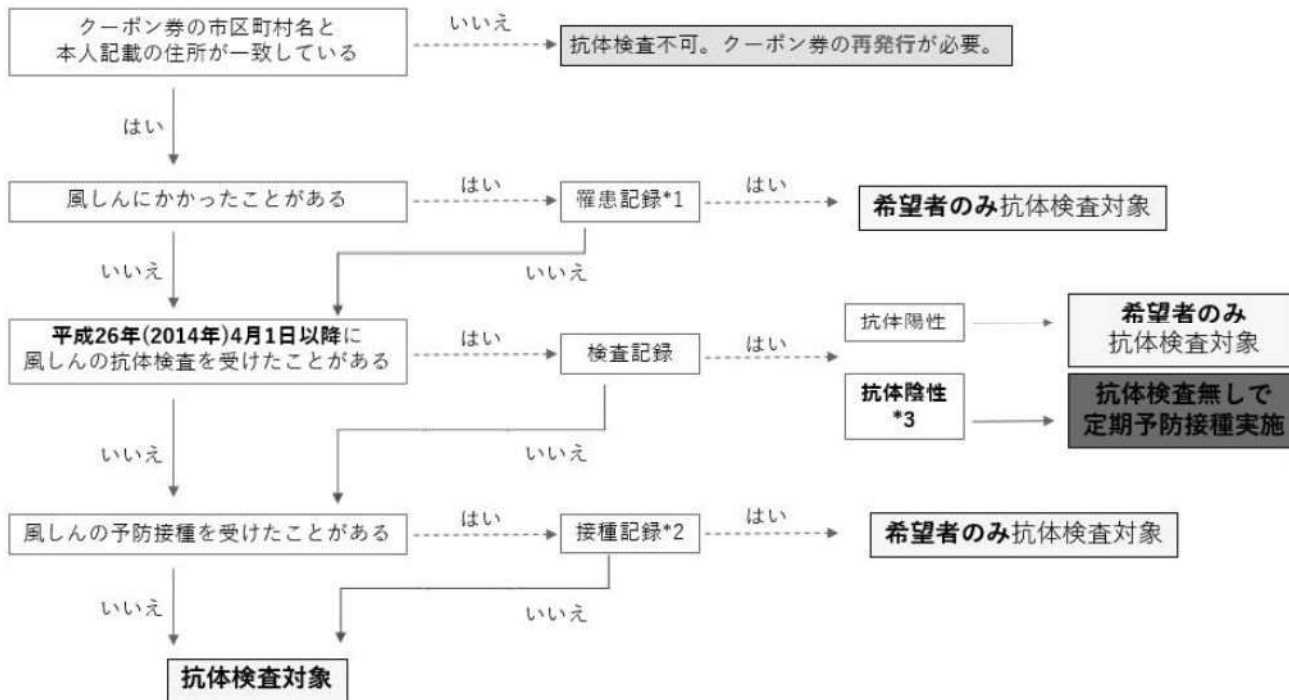 クーポン券の市区町村名と
本人記載の住所が一致している
いいえ
抗体検査不可。クーポン券の再発行が必要。
はい
風しんにかかったことがある
はい
罹患記録*1
はい
希望者のみ抗体検査対象
いいえ
いいえ
平成26年(2014年)4月1日以降に
風しんの抗体検査を受けたことがある
はい
検査記録
はい
抗体陽性
希望者のみ
抗体検査対象
抗体陰性
*3
抗体検査無しで
定期予防接種実施
いいえ
いいえ
風しんの予防接種を受けたことがある
はい
接種記録*2
はい
希望者のみ抗体検査対象
いいえ
いいえ
抗体検査対象